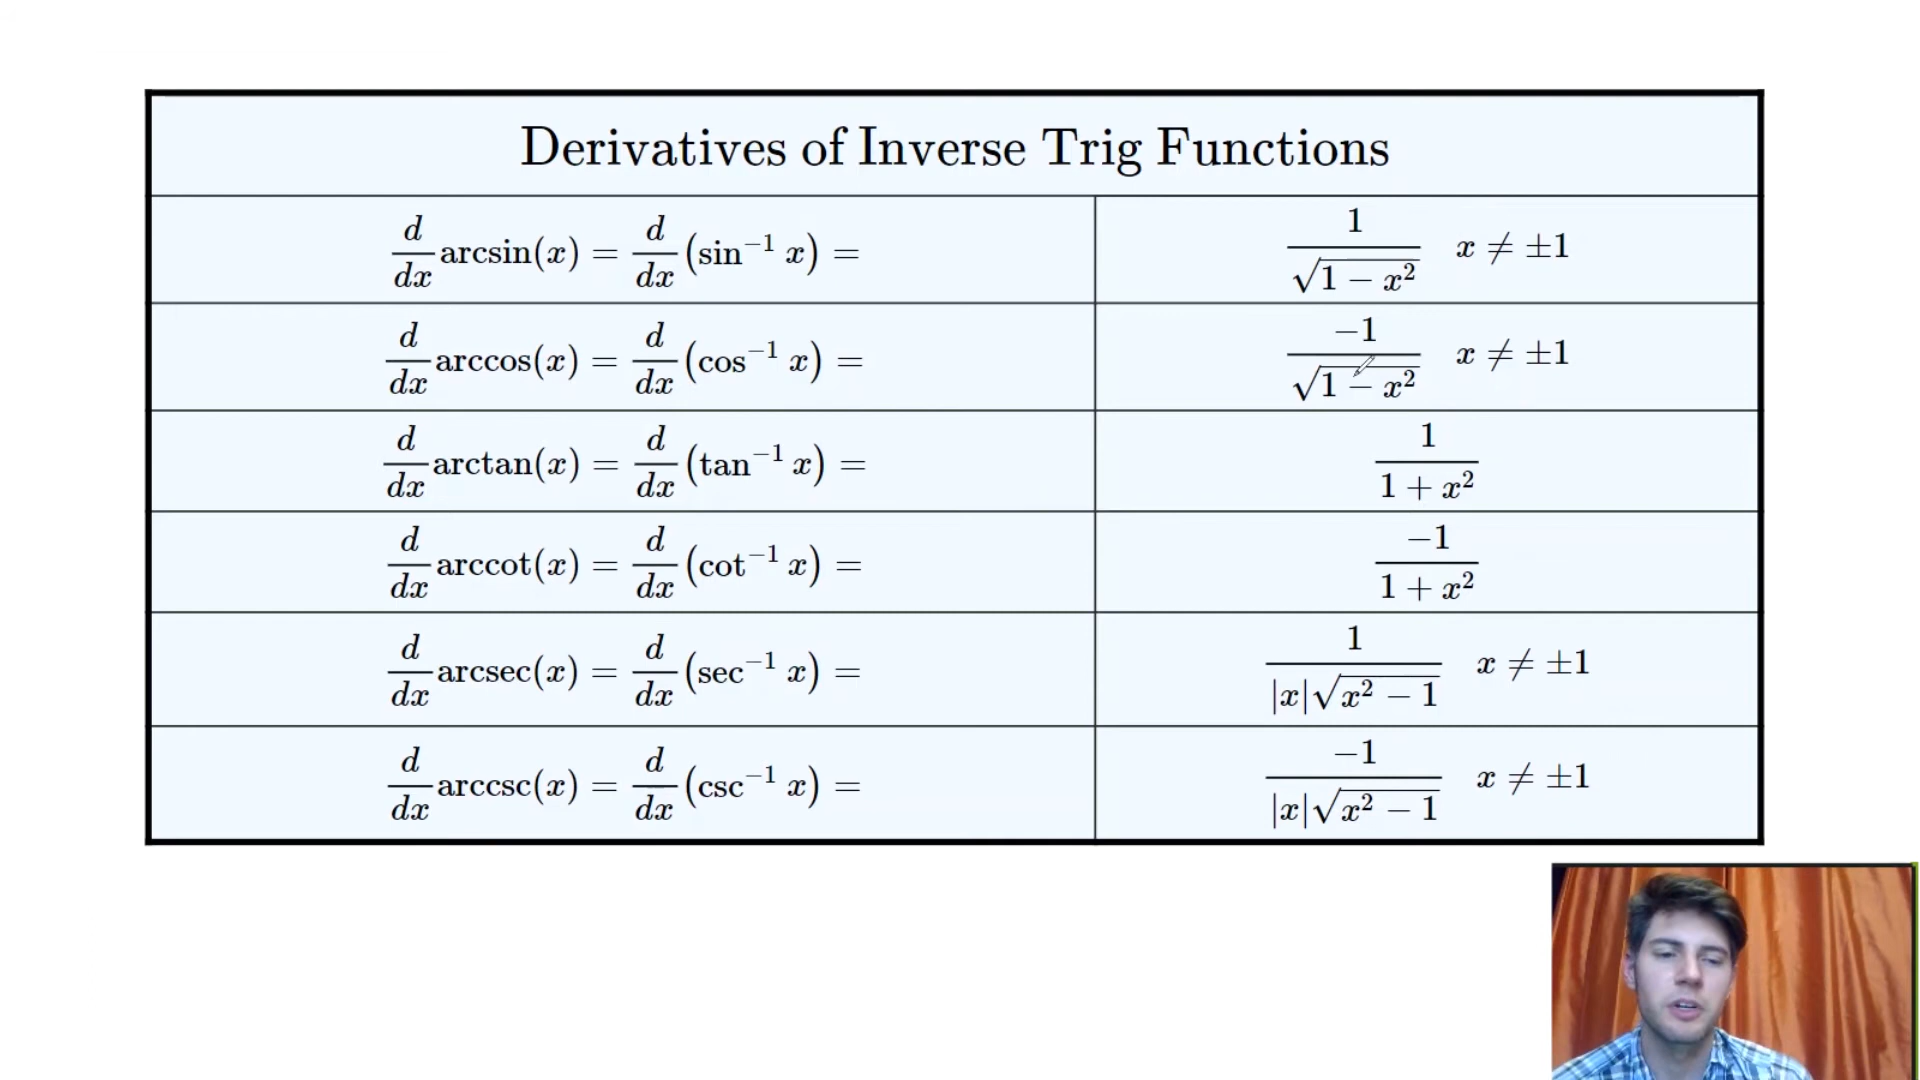 Derivatives of Inverse Trig Functions
d/dx arcsin(x) = d/dx (sin⁻¹ x) = 1/√(1 − x²) x ≠ ±1
d/dx arccos(x) = d/dx (cos⁻¹ x) = −1/√(1 − x²) x ≠ ±1
d/dx arctan(x) = d/dx (tan⁻¹ x) = 1/(1 + x²)
d/dx arccot(x) = d/dx (cot⁻¹ x) = −1/(1 + x²)
d/dx arcsec(x) = d/dx (sec⁻¹ x) = 1/(|x|√(x² − 1)) x ≠ ±1
d/dx arccsc(x) = d/dx (csc⁻¹ x) = −1/(|x|√(x² − 1)) x ≠ ±1